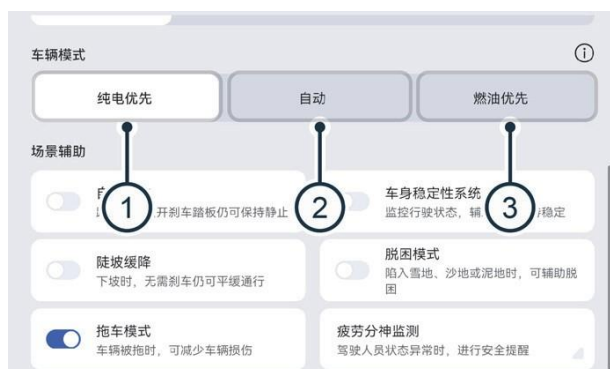 车辆模式
纯电优先
自动
燃油优先
场景辅助
1
2
3
开刹车踏板仍可保持静止
车身稳定性系统
监控行驶状态，辅
稳定
陡坡缓降
下坡时，无需刹车仍可平缓通行
脱困模式
陷入雪地、沙地或泥地时，可辅助脱
困
拖车模式
车辆被拖时，可减少车辆损伤
疲劳分神监测
驾驶人员状态异常时，进行安全提醒